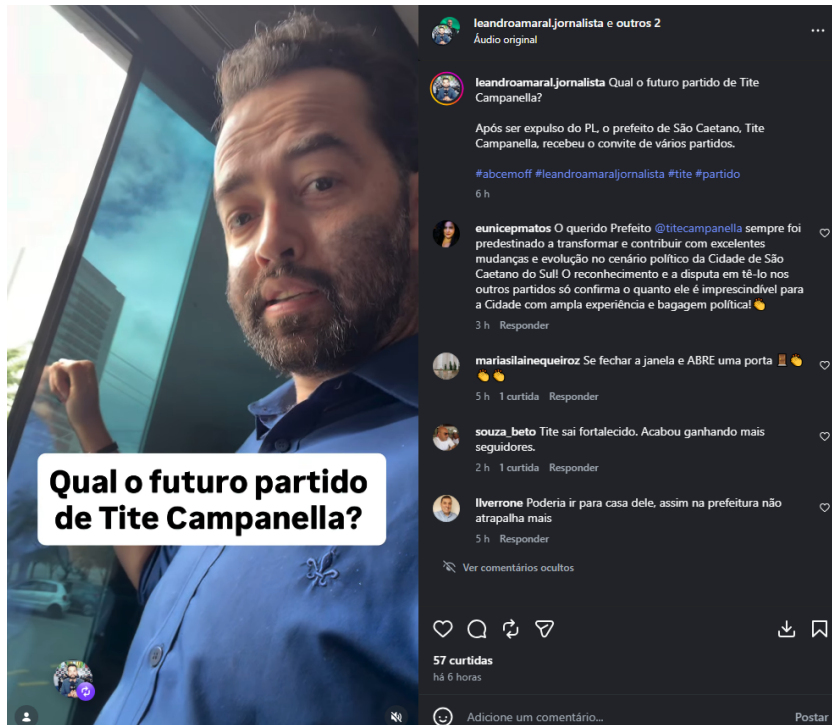 Qual o futuro partido
de Tite Campanella?
leandroamaral.jornalista e outros 2
Áudio original
leandroamaral.jornalista Qual o futuro partido de Tite
Campanella?
Após ser expulso do PL, o prefeito de São Caetano, Tite
Campanella, recebeu o convite de vários partidos.
#abcemoff #leandroamaraljornalista #tite #partido
6 h
eunicepmatos O querido Prefeito @titecampanella sempre foi
predestinado a transformar e contribuir com excelentes
mudanças e evolução no cenário político da Cidade de São
Caetano do Sul! O reconhecimento e a disputa em tê-lo nos
outros partidos só confirma o quanto ele é imprescindível para
a Cidade com ampla experiência e bagagem política!👏
3 h Responder
mariasilainequeiroz Se fechar a janela e ABRE uma porta 🚪👏
👏👏
5 h 1 curtida Responder
souza_beto Tite sai fortalecido. Acabou ganhando mais
seguidores.
2 h 1 curtida Responder
llverrone Poderia ir para casa dele, assim na prefeitura não
atrapalha mais
5 h Responder
Ver comentários ocultos
57 curtidas
há 6 horas
Adicione um comentário... Postar